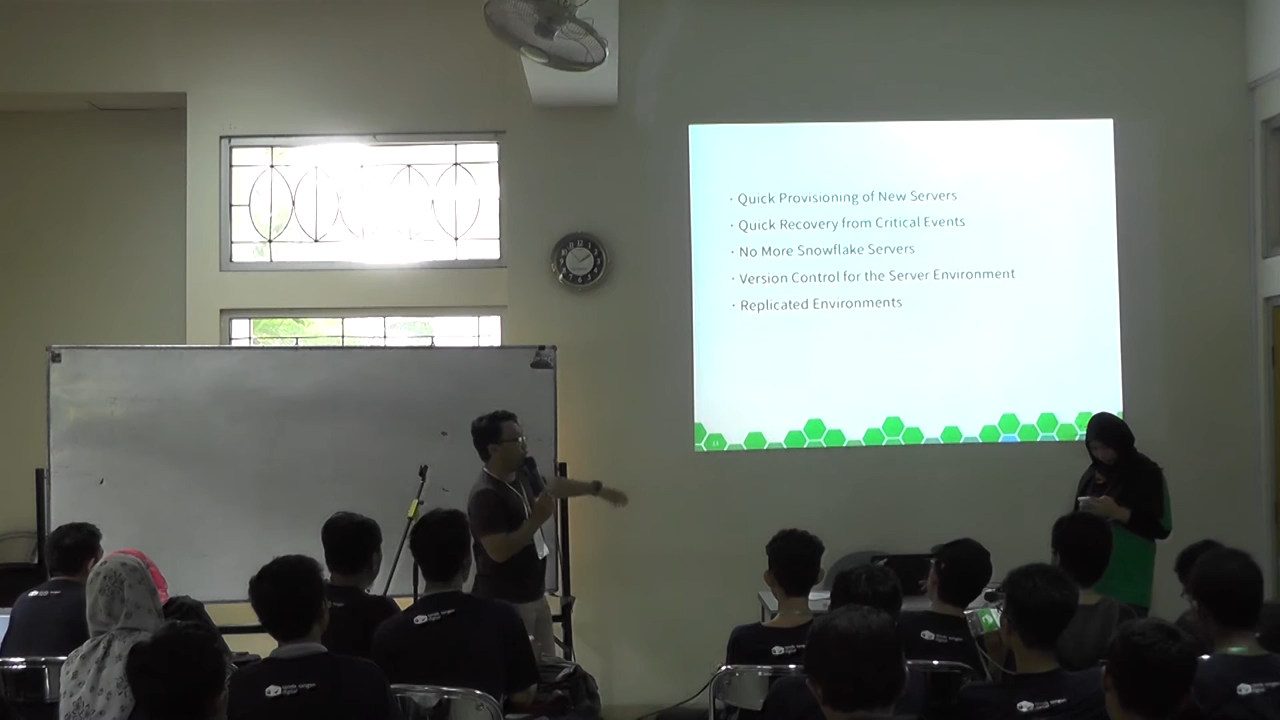 · Quick Provisioning of New Servers
· Quick Recovery from Critical Events
· No More Snowflake Servers
· Version Control for the Server Environment
· Replicated Environments